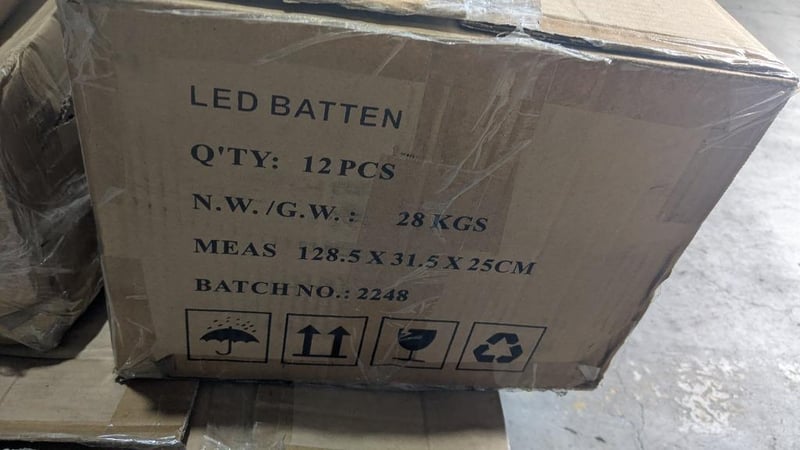 LED BATTEN
Q'TY: 12 PCS
N.W./G.W.: 28 KGS
MEAS 128.5 X 31.5 X 25CM
BATCH NO.: 2248